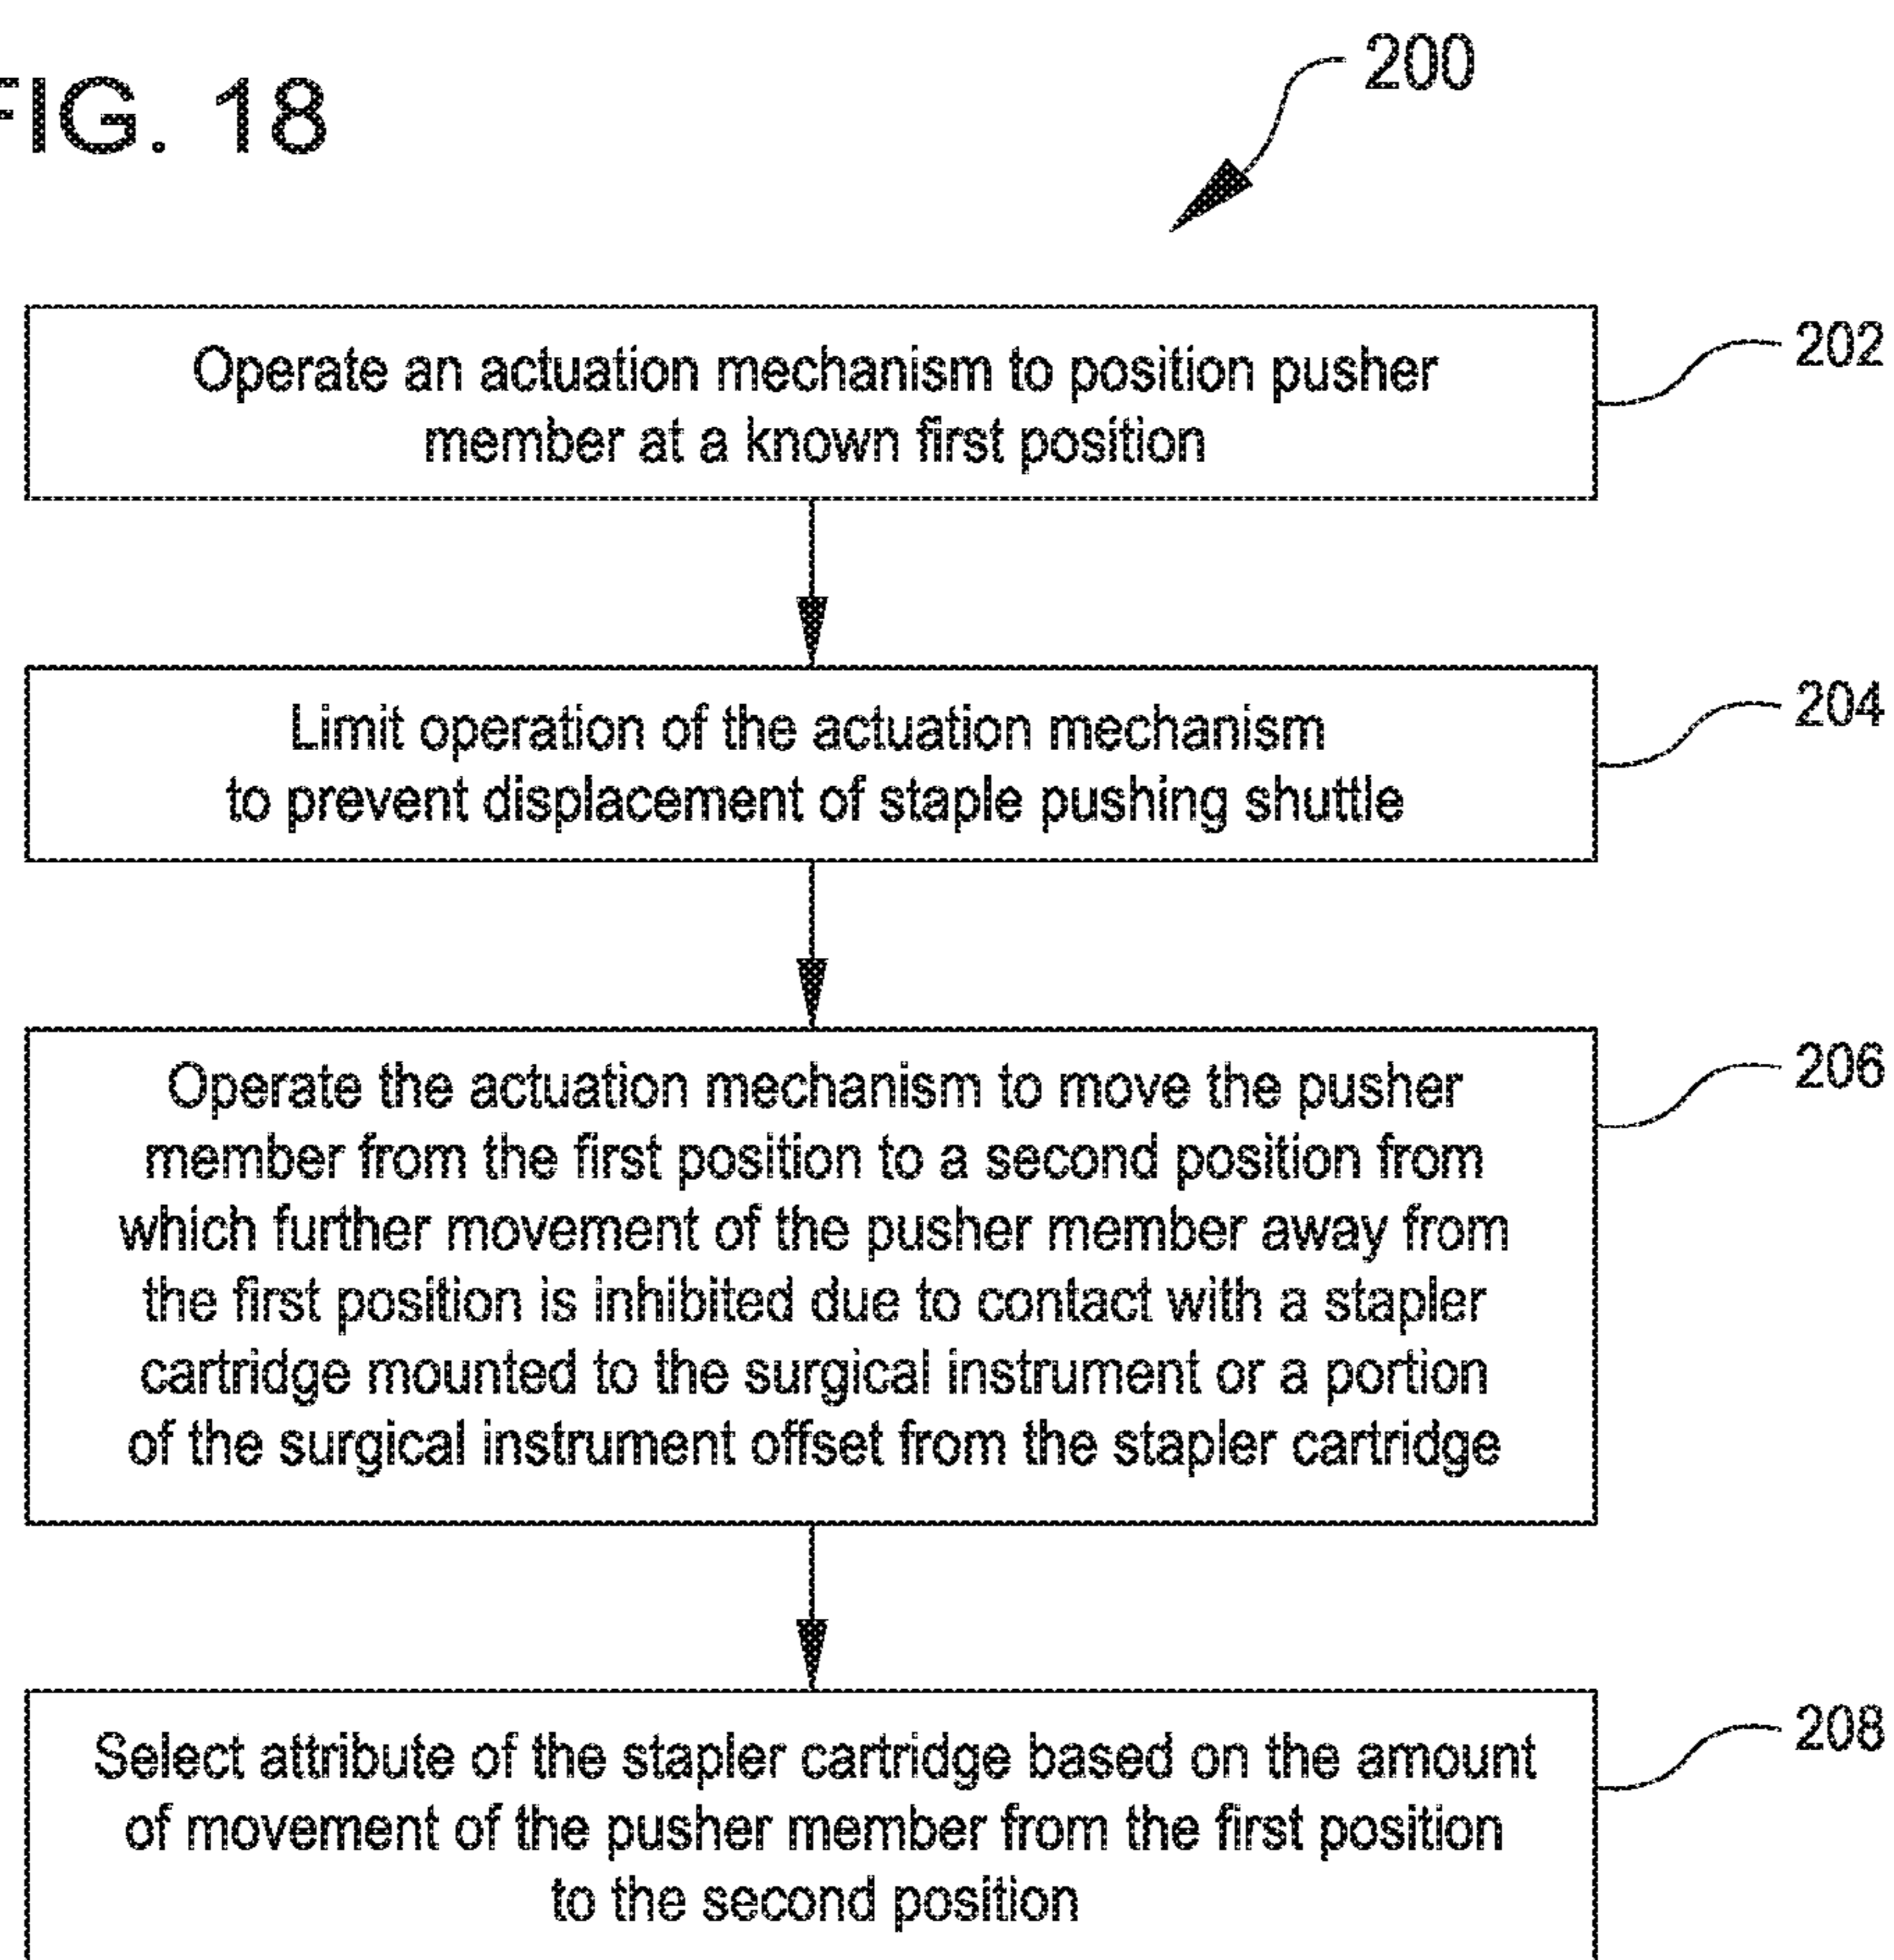 FIG. 18
200
Operate an actuation mechanism to position pusher
member at a known first position
202
Limit operation of the actuation mechanism
to prevent displacement of staple pushing shuttle
204
Operate the actuation mechanism to move the pusher
member from the first position to a second position from
which further movement of the pusher member away from
the first position is inhibited due to contact with a stapler
cartridge mounted to the surgical instrument or a portion
of the surgical instrument offset from the stapler cartridge
206
Select attribute of the stapler cartridge based on the amount
of movement of the pusher member from the first position
to the second position
208